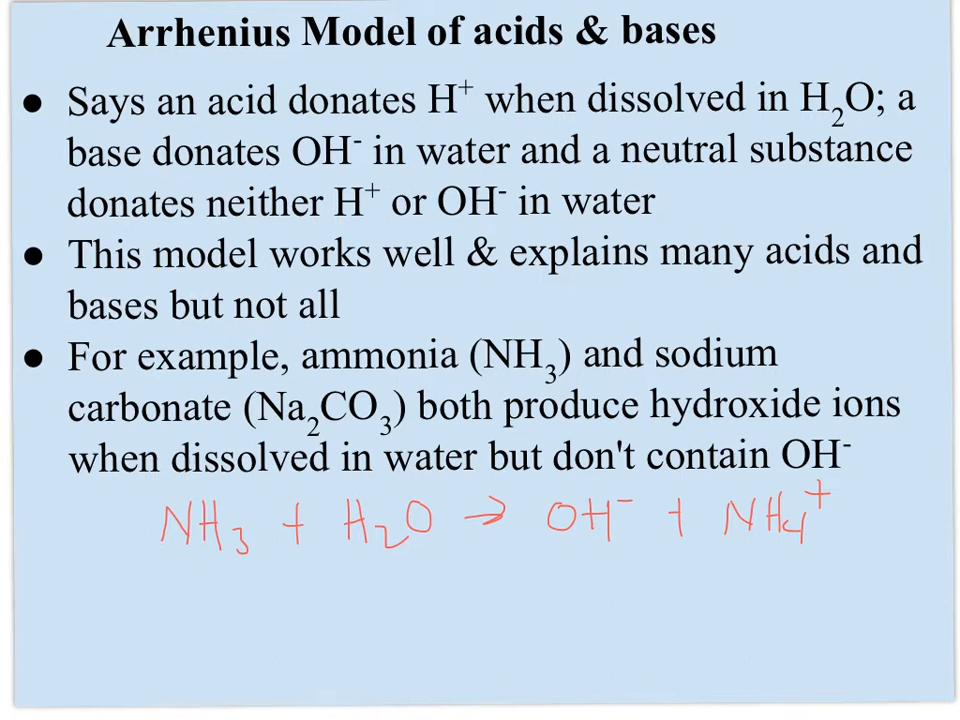 Arrhenius Model of acids & bases
● Says an acid donates H⁺ when dissolved in H₂O; a
base donates OH⁻ in water and a neutral substance
donates neither H⁺ or OH⁻ in water
● This model works well & explains many acids and
bases but not all
● For example, ammonia (NH₃) and sodium
carbonate (Na₂CO₃) both produce hydroxide ions
when dissolved in water but don't contain OH⁻
NH₃ + H₂O → OH⁻ + NH₄⁺